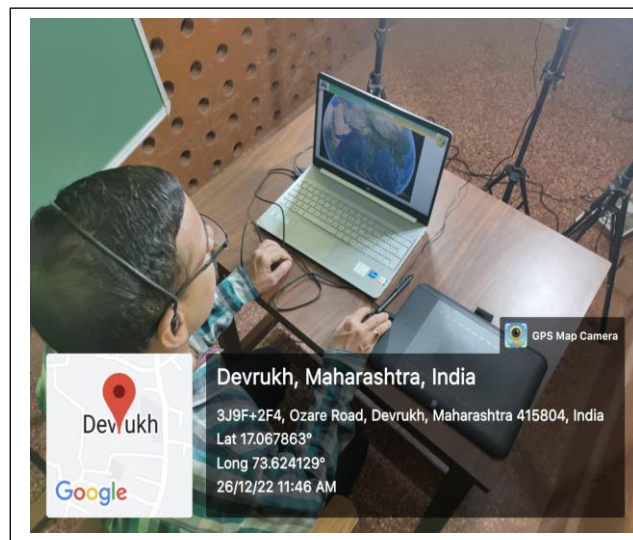 GPS Map Camera
Devrukh, Maharashtra, India
3J9F+2F4, Ozare Road, Devrukh, Maharashtra 415804, India
Lat 17.067863°
Long 73.624129°
26/12/22 11:46 AM
Devrukh
Google